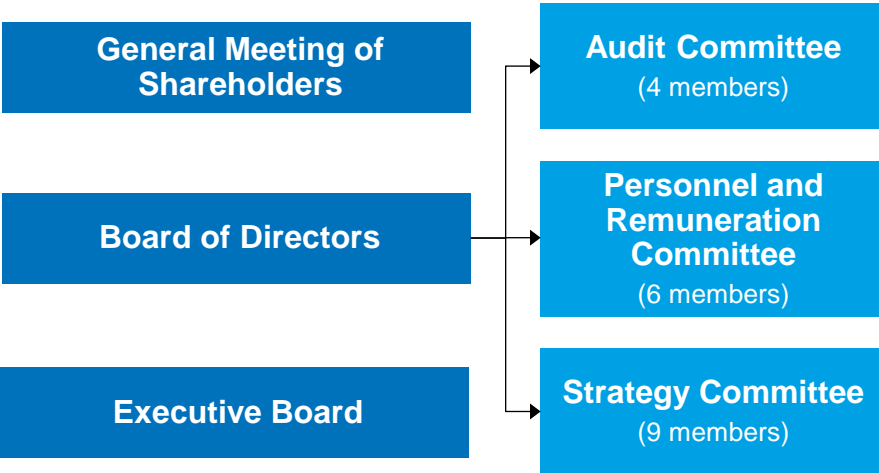 General Meeting of
Shareholders
Audit Committee
(4 members)
Board of Directors
Personnel and
Remuneration
Committee
(6 members)
Executive Board
Strategy Committee
(9 members)